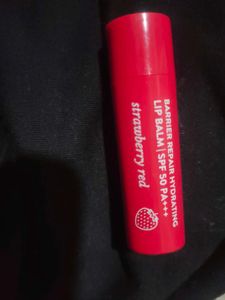 BARRIER REPAIR HYDRATING
LIP BALM | SPF 50 PA+++
strawberry red